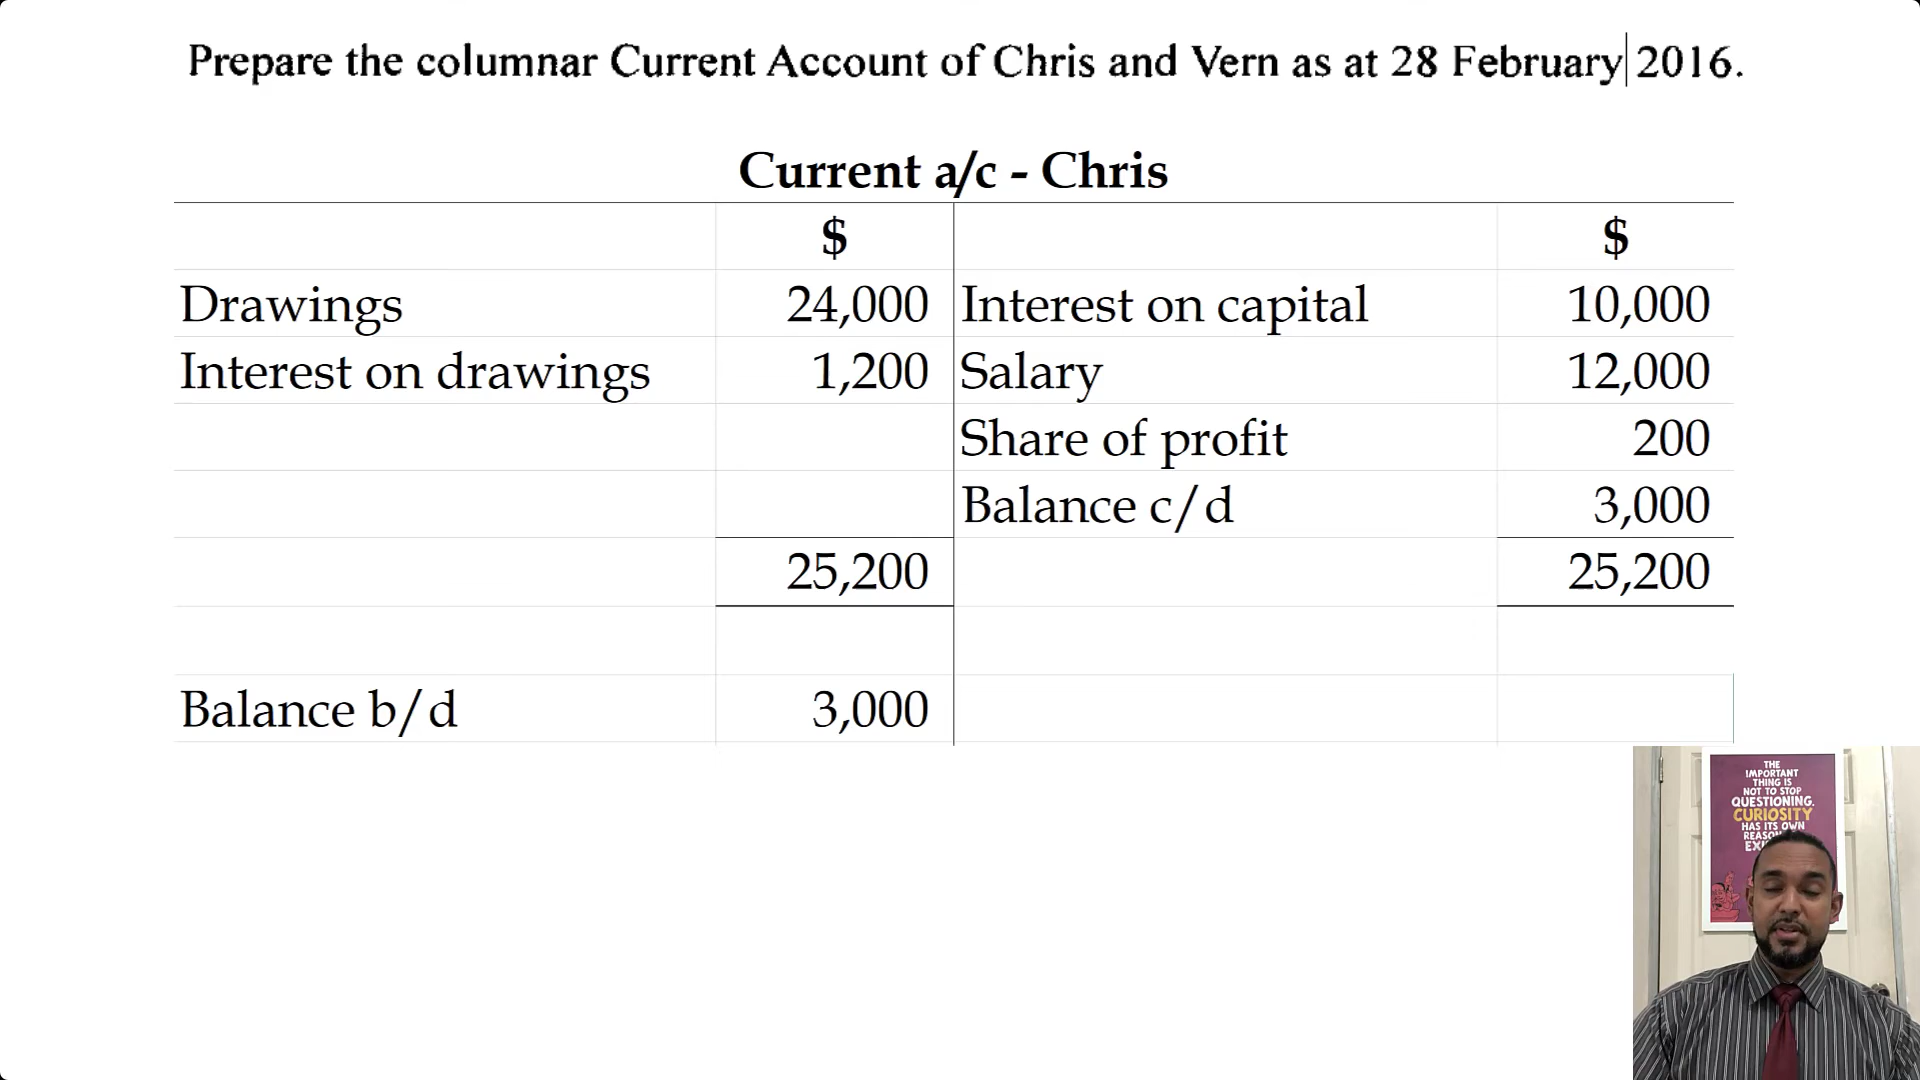 Prepare the columnar Current Account of Chris and Vern as at 28 February 2016.
Current a/c - Chris
$ $
Drawings 24,000 Interest on capital 10,000
Interest on drawings 1,200 Salary 12,000
Share of profit 200
Balance c/d 3,000
25,200 25,200
Balance b/d 3,000
THE
IMPORTANT
THING IS
NOT TO STOP
QUESTIONING.
CURIOSITY
HAS ITS OWN